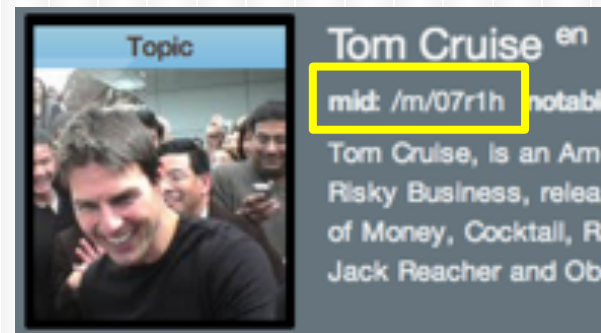 Topic
Tom Cruise en
mid: /m/07r1h notabl
Tom Cruise, is an Am
Risky Business, relea
of Money, Cocktail, R
Jack Reacher and Ob